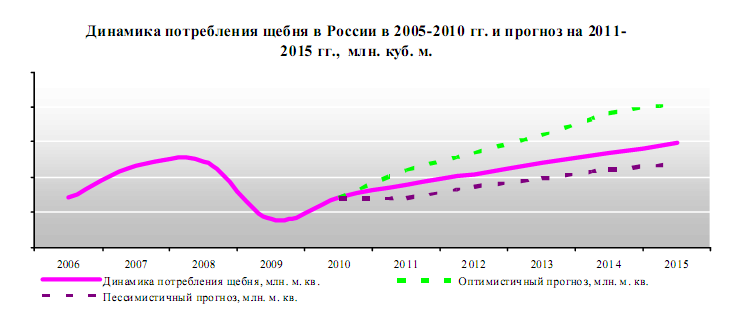 Динамика потребления щебня в России в 2005-2010 гг. и прогноз на 2011-
2015 гг., млн. куб. м.
2006 2007 2008 2009 2010 2011 2012 2013 2014 2015
Динамика потребления щебня, млн. м. кв. Оптимистичный прогноз, млн. м. кв.
Пессимистичный прогноз, млн. м. кв.